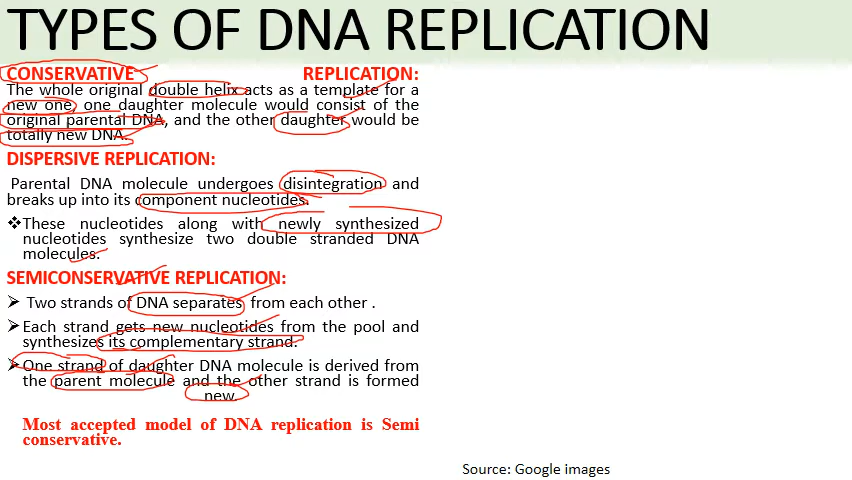 TYPES OF DNA REPLICATION
CONSERVATIVE REPLICATION:
The whole original double helix acts as a template for a
new one, one daughter molecule would consist of the
original parental DNA, and the other daughter would be
totally new DNA.
DISPERSIVE REPLICATION:
Parental DNA molecule undergoes disintegration and
breaks up into its component nucleotides.
❖These nucleotides along with newly synthesized
nucleotides synthesize two double stranded DNA
molecules.
SEMICONSERVATIVE REPLICATION:
➢ Two strands of DNA separates from each other .
➢ Each strand gets new nucleotides from the pool and
synthesizes its complementary strand.
➢ One strand of daughter DNA molecule is derived from
the parent molecule and the other strand is formed
new.
Most accepted model of DNA replication is Semi
conservative.
Source: Google images